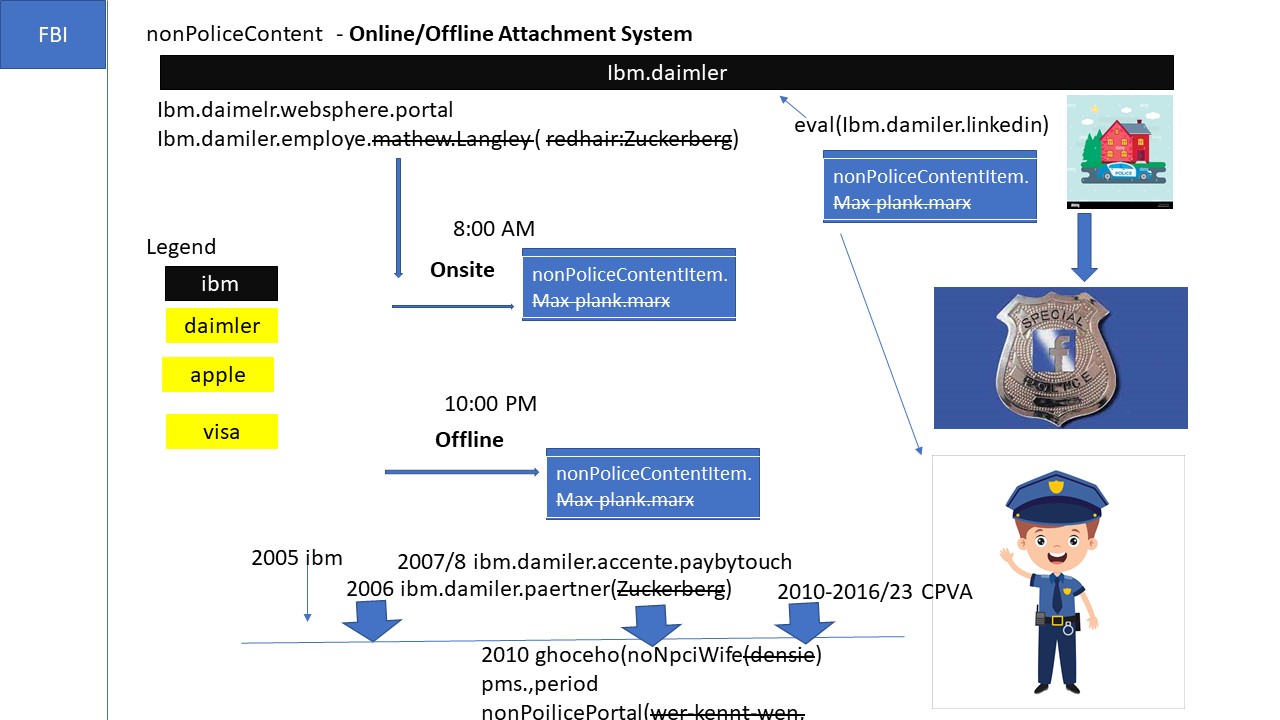 FBI
nonPoliceContent - Online/Offline Attachment System
Ibm.daimler
Ibm.daimelr.websphere.portal
Ibm.damiler.employe.mathew.Langley ( redhair:Zuckerberg)
eval(Ibm.damiler.linkedin)
nonPoliceContentItem.
Max plank.marx
POLICE
8:00 AM
Onsite
nonPoliceContentItem.
Max plank.marx
Legend
ibm
daimler
apple
visa
SPECIAL
f
POLICE
10:00 PM
Offline
nonPoliceContentItem.
Max plank.marx
2005 ibm
2007/8 ibm.damiler.accente.paybytouch
2006 ibm.damiler.paertner(Zuckerberg)
2010-2016/23 CPVA
2010 ghoceho(noNpciWife(densie)
pms.,period
nonPoilicePortal(wer-kennt-wen.